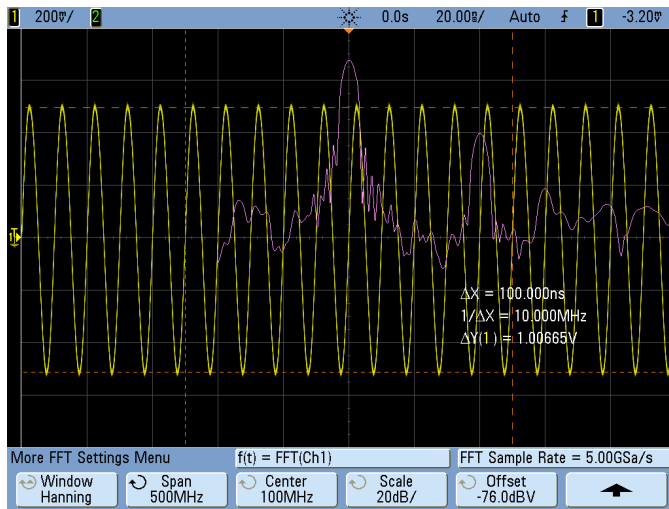 1 200mV/ 2 0.0s 20.00ns/ Auto 1 -3.20mV
1
ΔX = 100.000ns
1/ΔX = 10.000MHz
ΔY(1) = 1.00665V
More FFT Settings Menu f(t) = FFT(Ch1) FFT Sample Rate = 5.00GSa/s
Window Span Center Scale Offset
Hanning 500MHz 100MHz 20dB/ -76.0dBV